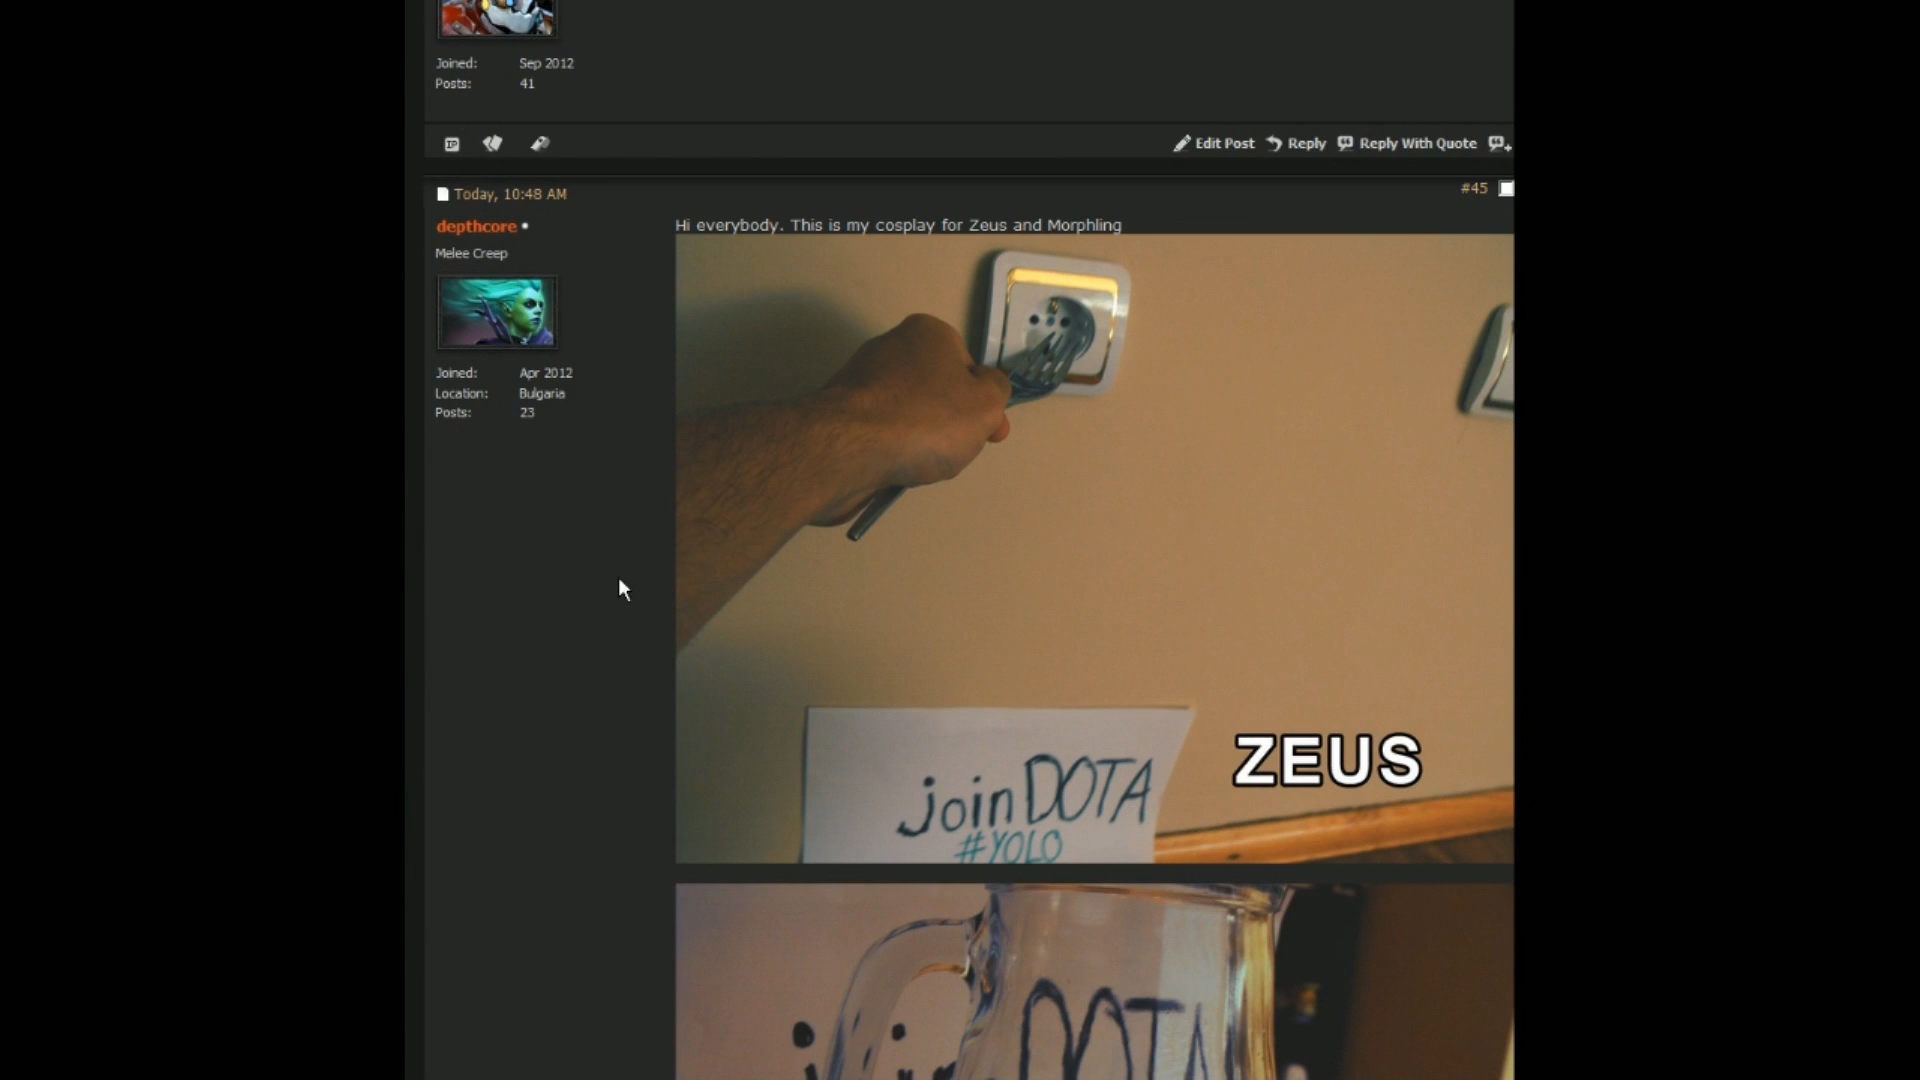 Joined: Sep 2012
Posts: 41
IP
Edit Post Reply Reply With Quote
Today, 10:48 AM #45
depthcore
Hi everybody. This is my cosplay for Zeus and Morphling
Melee Creep
Joined: Apr 2012
Location: Bulgaria
Posts: 23
ZEUS
joinDOTA
#YOLO
joinDOTA